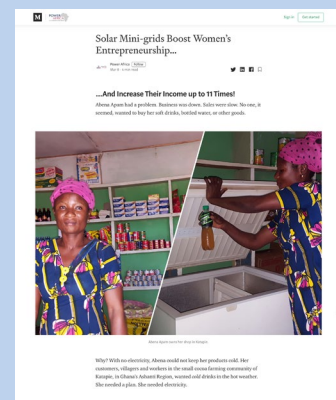 M
POWER AFRICA
Sign in
Get started
Solar Mini-grids Boost Women's
Entrepreneurship...
Power Africa Follow
...And Increase Their Income up to 11 Times!
Abena Apam had a problem. Business was down. Sales were slow. No one, it
seemed, wanted to buy her soft drinks, bottled water, or other goods.
Why? With no electricity, Abena could not keep her products cold. Her
customers, villagers and workers in the small cocoa farming community of
Katapie, in Ghana's Ashanti Region, wanted cold drinks in the hot weather.
She needed a plan. She needed electricity.